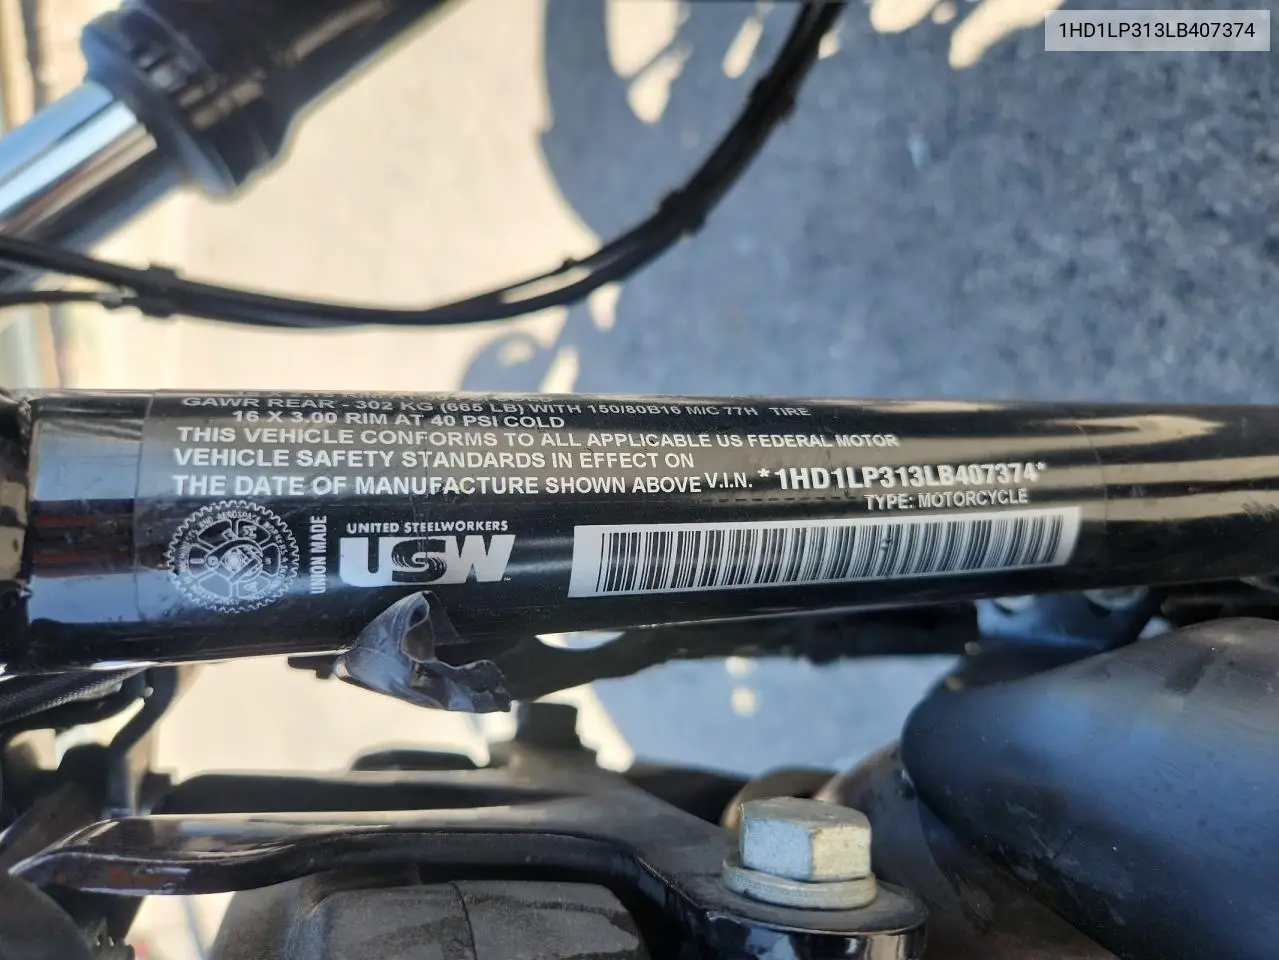 1HD1LP313LB407374
GAWR REAR - 302 KG (665 LB) WITH 150/80B16 M/C 77H TIRE
16 X 3.00 RIM AT 40 PSI COLD
THIS VEHICLE CONFORMS TO ALL APPLICABLE US FEDERAL MOTOR
VEHICLE SAFETY STANDARDS IN EFFECT ON
THE DATE OF MANUFACTURE SHOWN ABOVE V.I.N. *1HD1LP313LB407374*
TYPE: MOTORCYCLE
UNION MADE
UNITED STEELWORKERS
USW